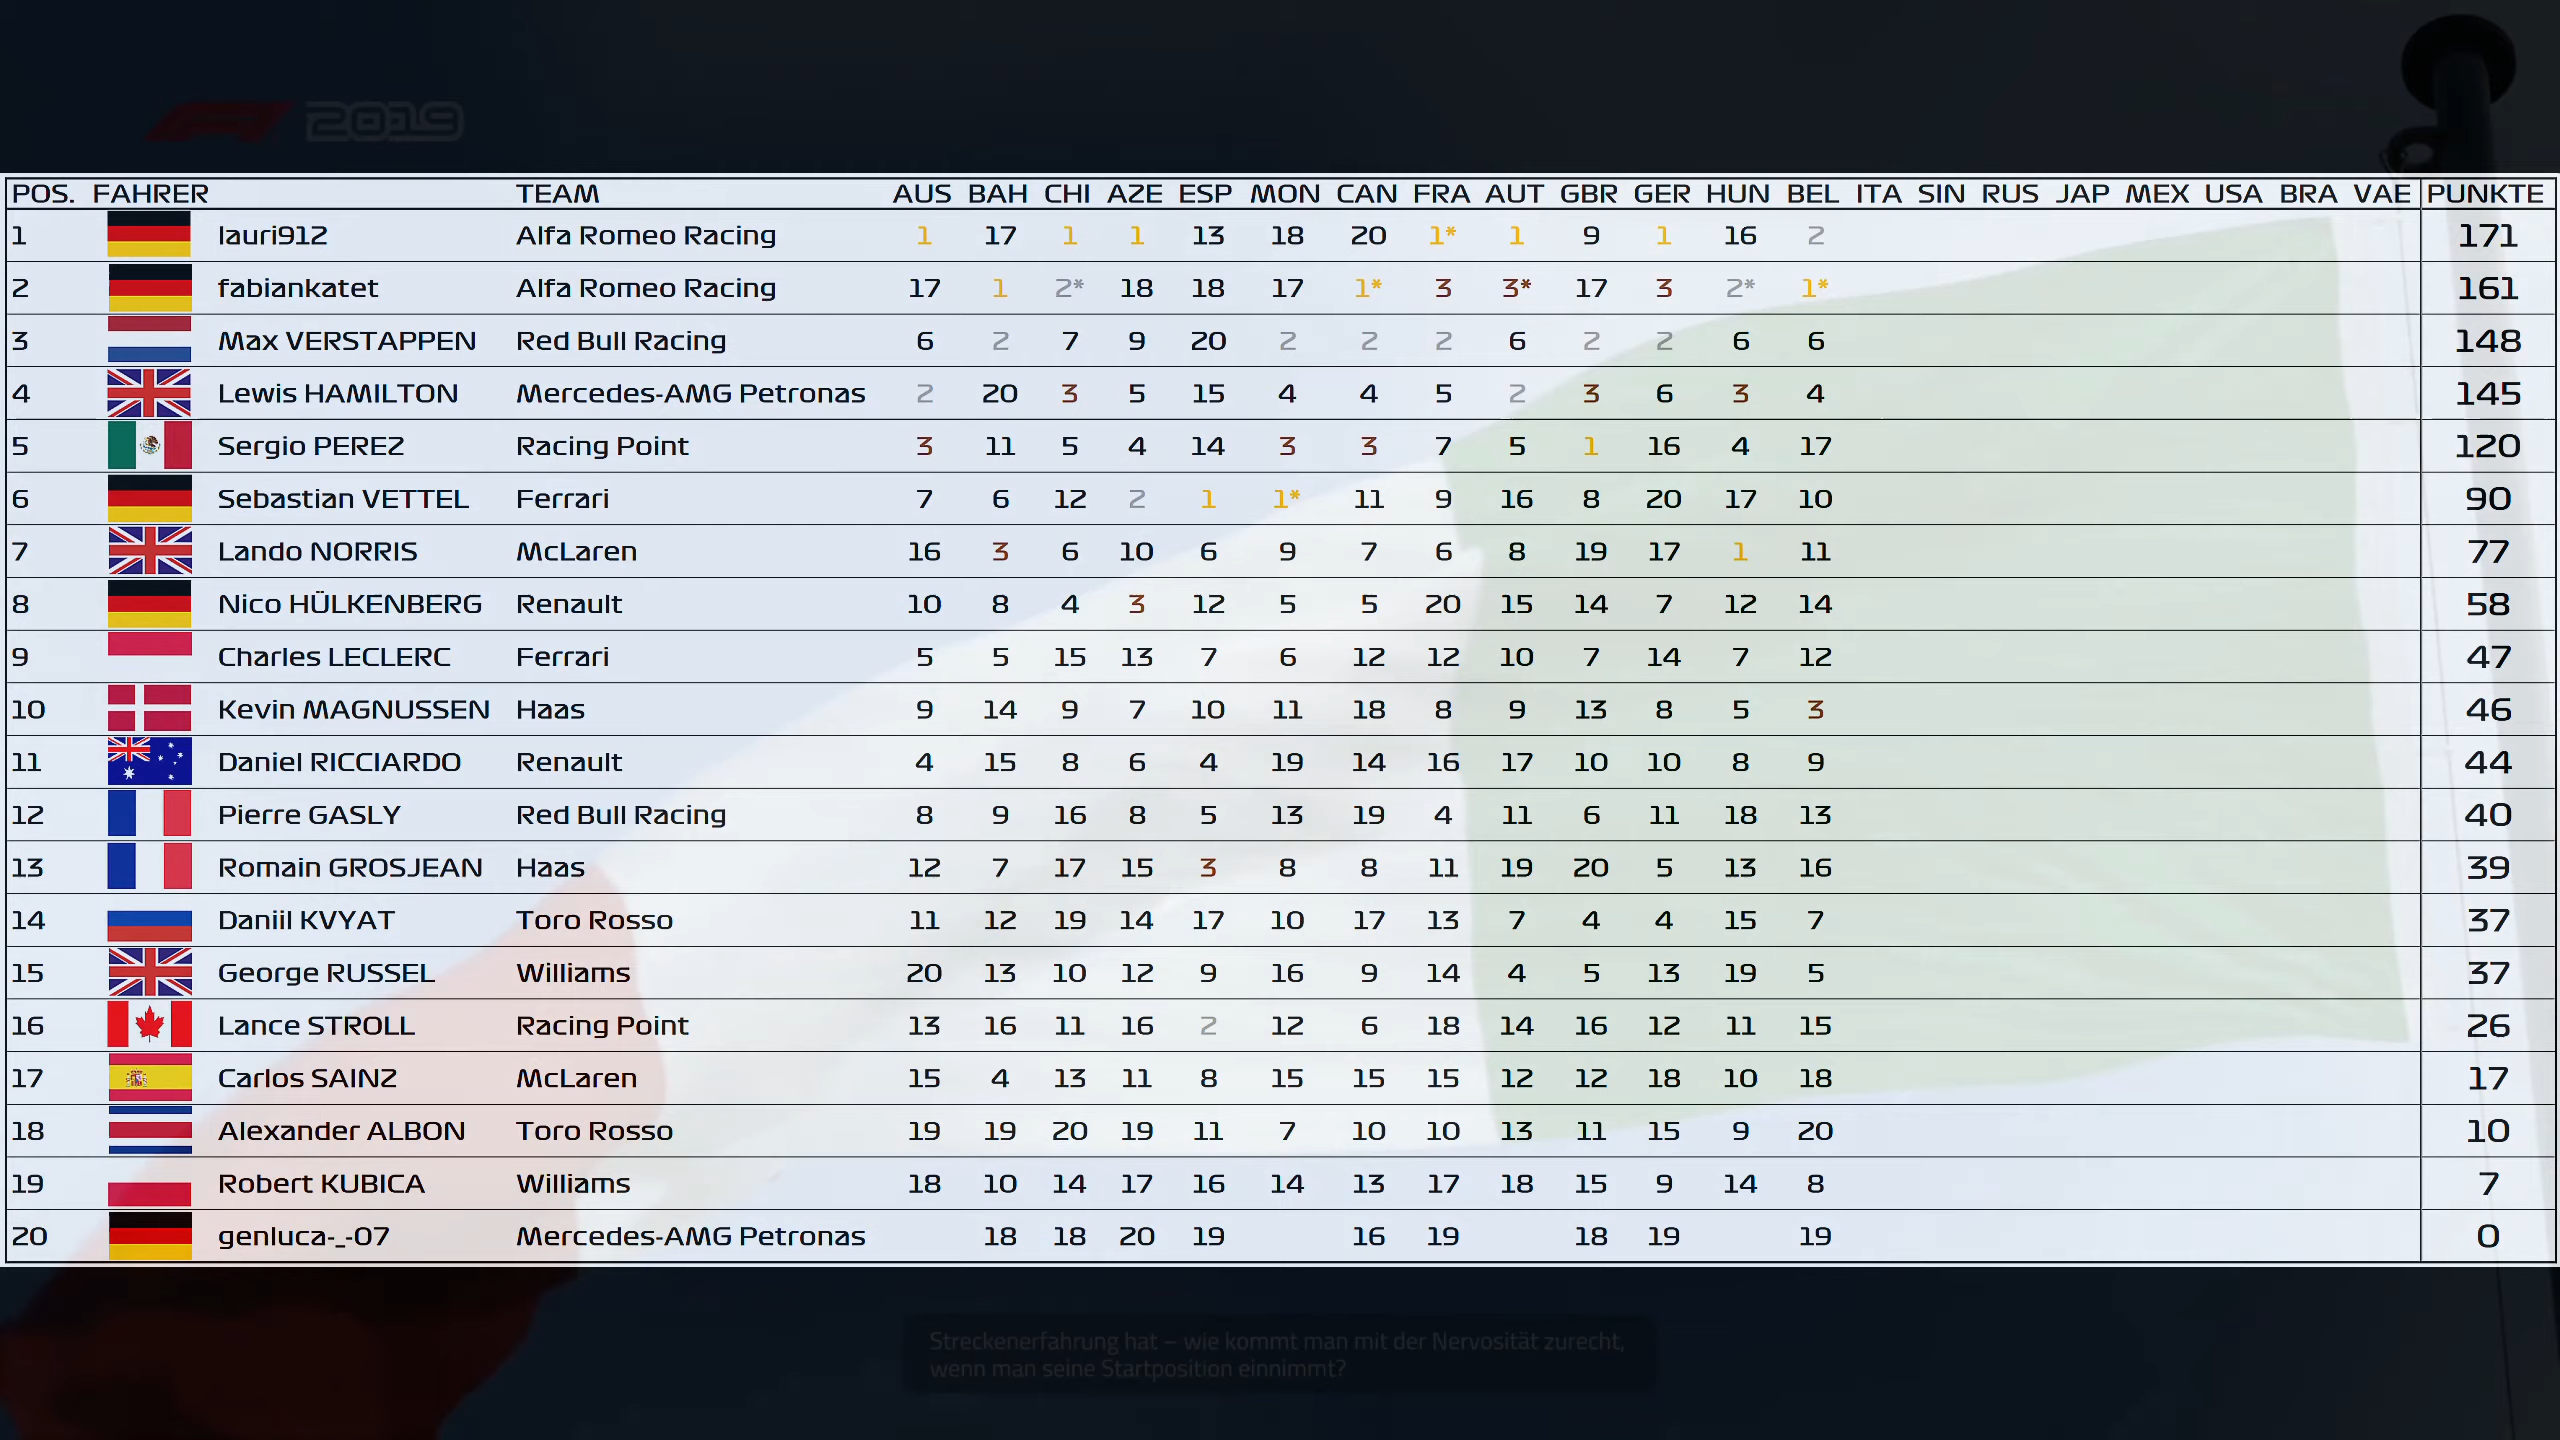 2019
POS. FAHRER TEAM AUS BAH CHI AZE ESP MON CAN FRA AUT GBR GER HUN BEL ITA SIN RUS JAP MEX USA BRA VAE PUNKTE
1 lauri912 Alfa Romeo Racing 1 17 1 1 13 18 20 1* 1 9 1 16 2 171
2 fabiankatet Alfa Romeo Racing 17 1 2* 18 18 17 1* 3 3* 17 3 2* 1* 161
3 Max VERSTAPPEN Red Bull Racing 6 2 7 9 20 2 2 2 6 2 2 6 6 148
4 Lewis HAMILTON Mercedes-AMG Petronas 2 20 3 5 15 4 4 5 2 3 6 3 4 145
5 Sergio PEREZ Racing Point 3 11 5 4 14 3 3 7 5 1 16 4 17 120
6 Sebastian VETTEL Ferrari 7 6 12 2 1 1* 11 9 16 8 20 17 10 90
7 Lando NORRIS McLaren 16 3 6 10 6 9 7 6 8 19 17 1 11 77
8 Nico HÜLKENBERG Renault 10 8 4 3 12 5 5 20 15 14 7 12 14 58
9 Charles LECLERC Ferrari 5 5 15 13 7 6 12 12 10 7 14 7 12 47
10 Kevin MAGNUSSEN Haas 9 14 9 7 10 11 18 8 9 13 8 5 3 46
11 Daniel RICCIARDO Renault 4 15 8 6 4 19 14 16 17 10 10 8 9 44
12 Pierre GASLY Red Bull Racing 8 9 16 8 5 13 19 4 11 6 11 18 13 40
13 Romain GROSJEAN Haas 12 7 17 15 3 8 8 11 19 20 5 13 16 39
14 Daniil KVYAT Toro Rosso 11 12 19 14 17 10 17 13 7 4 4 15 7 37
15 George RUSSEL Williams 20 13 10 12 9 16 9 14 4 5 13 19 5 37
16 Lance STROLL Racing Point 13 16 11 16 2 12 6 18 14 16 12 11 15 26
17 Carlos SAINZ McLaren 15 4 13 11 8 15 15 15 12 12 18 10 18 17
18 Alexander ALBON Toro Rosso 19 19 20 19 11 7 10 10 13 11 15 9 20 10
19 Robert KUBICA Williams 18 10 14 17 16 14 13 17 18 15 9 14 8 7
20 genluca-_-07 Mercedes-AMG Petronas 18 18 20 19 16 19 18 19 19 0
Streckenerfahrung hat – wie kommt man mit der Nervosität zurecht,
wenn man seine Startposition einnimmt?